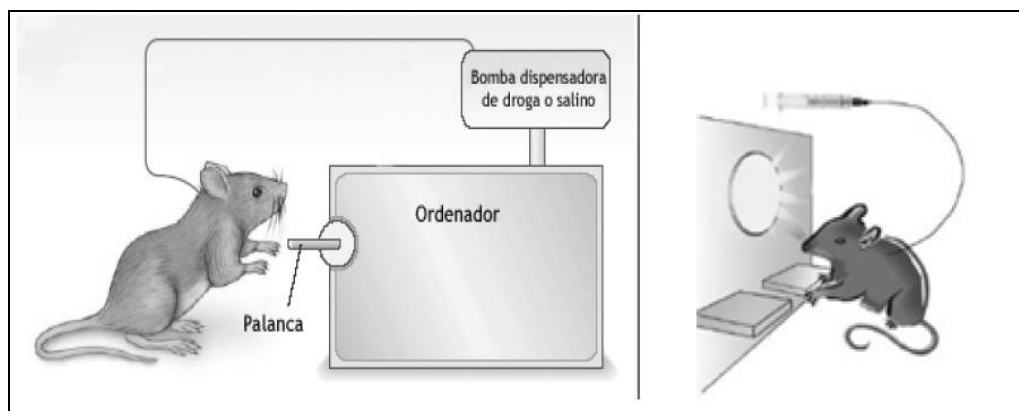 Bomba dispensadora
de droga o salino
Ordenador
Palanca